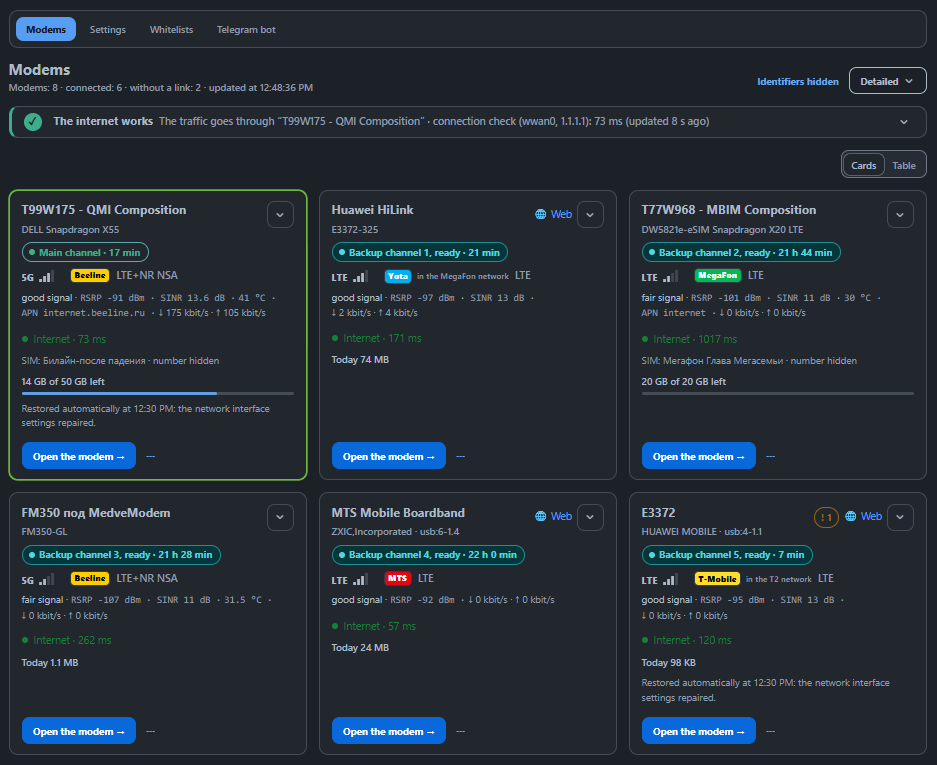 Modems Settings Whitelists Telegram bot
Modems
Modems: 8 · connected: 6 · without a link: 2 · updated at 12:48:36 PM
Identifiers hidden Detailed
The internet works The traffic goes through "T99W175 - QMI Composition" · connection check (wwan0, 1.1.1.1): 73 ms (updated 8 s ago)
Cards Table
T99W175 - QMI Composition
DELL Snapdragon X55
Main channel · 17 min
5G Beeline LTE+NR NSA
good signal · RSRP -91 dBm · SINR 13.6 dB · 41 °C ·
APN internet.beeline.ru · ↓ 175 kbit/s · ↑ 105 kbit/s
Internet · 73 ms
SIM: Билайн-после падения · number hidden
14 GB of 50 GB left
Restored automatically at 12:30 PM: the network interface
settings repaired.
Open the modem → ---
Huawei HiLink Web
E3372-325
Backup channel 1, ready · 21 min
LTE Yota in the MegaFon network LTE
good signal · RSRP -97 dBm · SINR 13 dB ·
↓ 2 kbit/s · ↑ 4 kbit/s
Internet · 171 ms
Today 74 MB
Open the modem → ---
T77W968 - MBIM Composition
DW5821e-eSIM Snapdragon X20 LTE
Backup channel 2, ready · 21 h 44 min
LTE MegaFon LTE
fair signal · RSRP -101 dBm · SINR 11 dB · 30 °C ·
APN internet · ↓ 0 kbit/s · ↑ 0 kbit/s
Internet · 1017 ms
SIM: Мегафон Глава Мегасемьи · number hidden
20 GB of 20 GB left
Open the modem → ---
FM350 под MedveModem
FM350-GL
Backup channel 3, ready · 21 h 28 min
5G Beeline LTE+NR NSA
fair signal · RSRP -107 dBm · SINR 11 dB · 31.5 °C ·
↓ 0 kbit/s · ↑ 0 kbit/s
Internet · 262 ms
Today 1.1 MB
Open the modem → ---
MTS Mobile Boardband Web
ZXIC,Incorporated · usb:6-1.4
Backup channel 4, ready · 22 h 0 min
LTE MTS LTE
good signal · RSRP -92 dBm · ↓ 0 kbit/s · ↑ 0 kbit/s
Internet · 57 ms
Today 24 MB
Open the modem → ---
E3372 ! 1 Web
HUAWEI MOBILE · usb:4-1.1
Backup channel 5, ready · 7 min
LTE T-Mobile in the T2 network LTE
good signal · RSRP -95 dBm · SINR 13 dB ·
↓ 0 kbit/s · ↑ 0 kbit/s
Internet · 120 ms
Today 98 KB
Restored automatically at 12:30 PM: the network interface
settings repaired.
Open the modem → ---